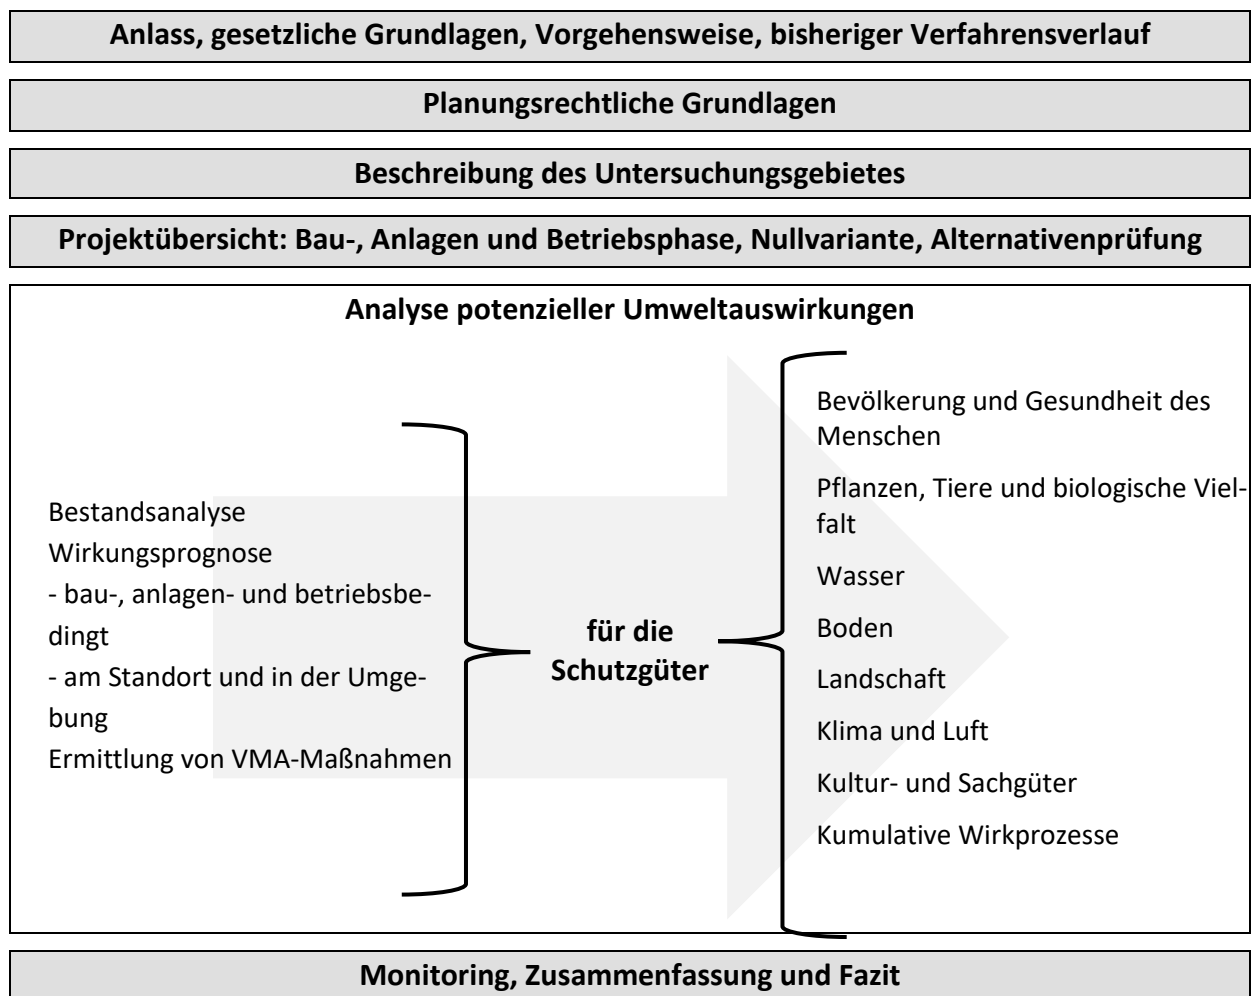 Anlass, gesetzliche Grundlagen, Vorgehensweise, bisheriger Verfahrensverlauf
Planungsrechtliche Grundlagen
Beschreibung des Untersuchungsgebietes
Projektübersicht: Bau-, Anlagen und Betriebsphase, Nullvariante, Alternativenprüfung
Analyse potenzieller Umweltauswirkungen
Bestandsanalyse
Wirkungsprognose
- bau-, anlagen- und betriebsbe-
dingt
- am Standort und in der Umge-
bung
Ermittlung von VMA-Maßnahmen
für die
Schutzgüter
Bevölkerung und Gesundheit des
Menschen
Pflanzen, Tiere und biologische Viel-
falt
Wasser
Boden
Landschaft
Klima und Luft
Kultur- und Sachgüter
Kumulative Wirkprozesse
Monitoring, Zusammenfassung und Fazit